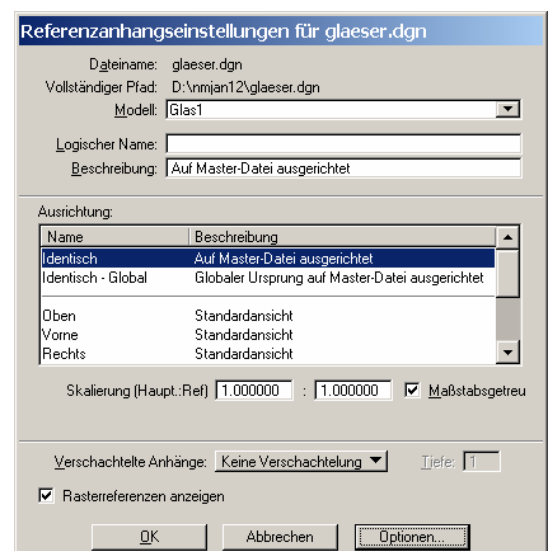 Referenzanhangseinstellungen für glaeser.dgn
Dateiname: glaeser.dgn
Vollständiger Pfad: D:\nmjan12\glaeser.dgn
Modell: Glas1
Logischer Name:
Beschreibung: Auf Master-Datei ausgerichtet
Ausrichtung:
Name Beschreibung
Identisch Auf Master-Datei ausgerichtet
Identisch - Global Globaler Ursprung auf Master-Datei ausgerichtet
Oben Standardansicht
Vorne Standardansicht
Rechts Standardansicht
Skalierung (Haupt.:Ref) 1.000000 : 1.000000 Maßstabsgetreu
Verschachtelte Anhänge: Keine Verschachtelung Tiefe: 1
Rasterreferenzen anzeigen
OK Abbrechen Optionen...